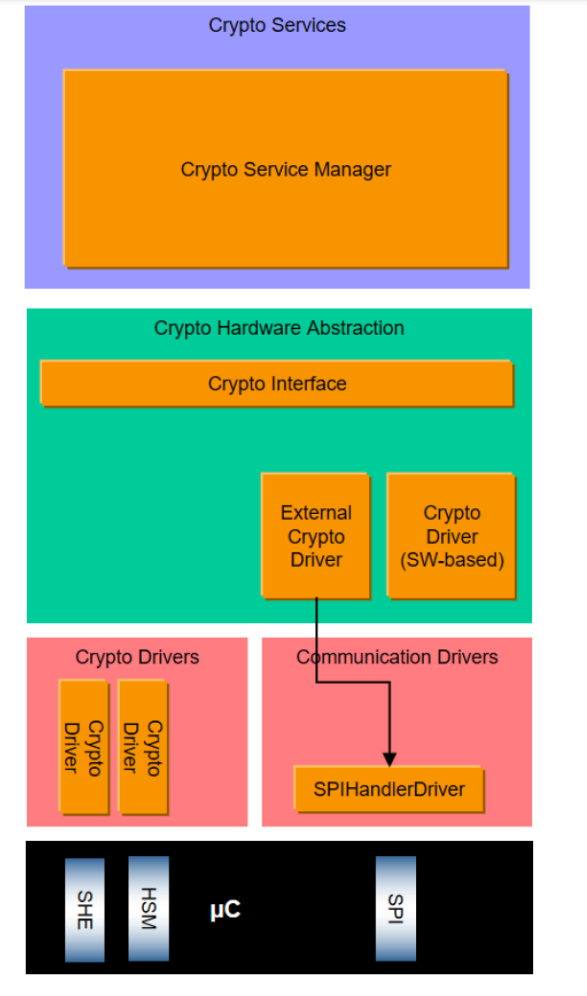 Crypto Services
Crypto Service Manager
Crypto Hardware Abstraction
Crypto Interface
External
Crypto
Driver
Crypto
Driver
(SW-based)
Crypto Drivers
Crypto
Driver
Crypto
Driver
Communication Drivers
SPIHandlerDriver
SHE
HSM
µC
SPI